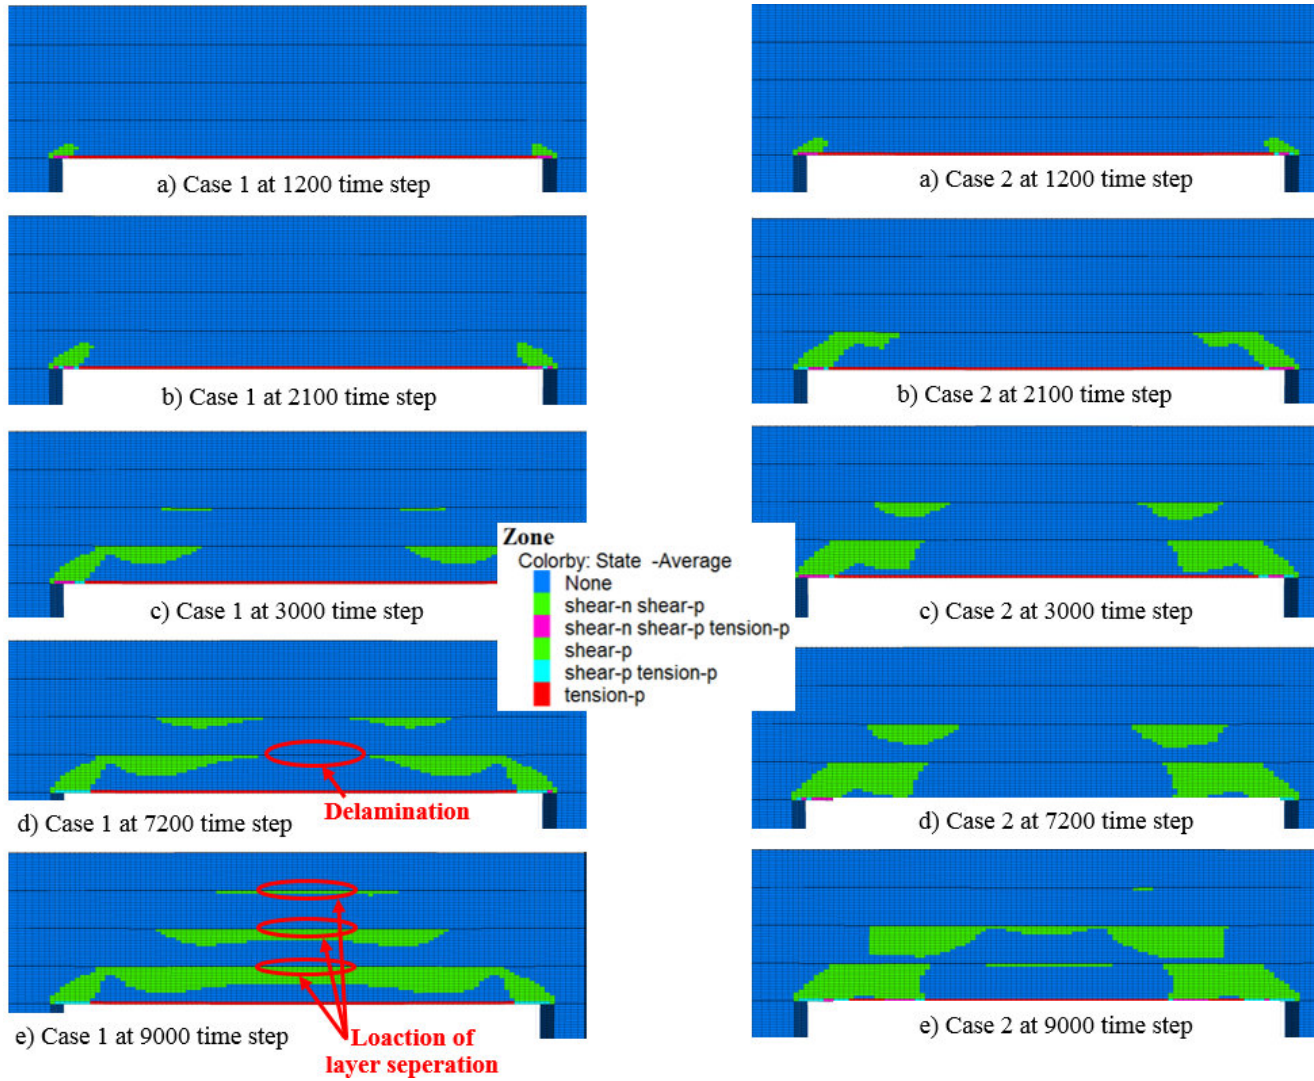 a) Case 1 at 1200 time step
a) Case 2 at 1200 time step
b) Case 1 at 2100 time step
b) Case 2 at 2100 time step
Zone
Colorby: State -Average
None
shear-n shear-p
shear-n shear-p tension-p
shear-p
shear-p tension-p
tension-p
c) Case 1 at 3000 time step
c) Case 2 at 3000 time step
Delamination
d) Case 1 at 7200 time step
d) Case 2 at 7200 time step
e) Case 1 at 9000 time step
Loaction of
layer seperation
e) Case 2 at 9000 time step